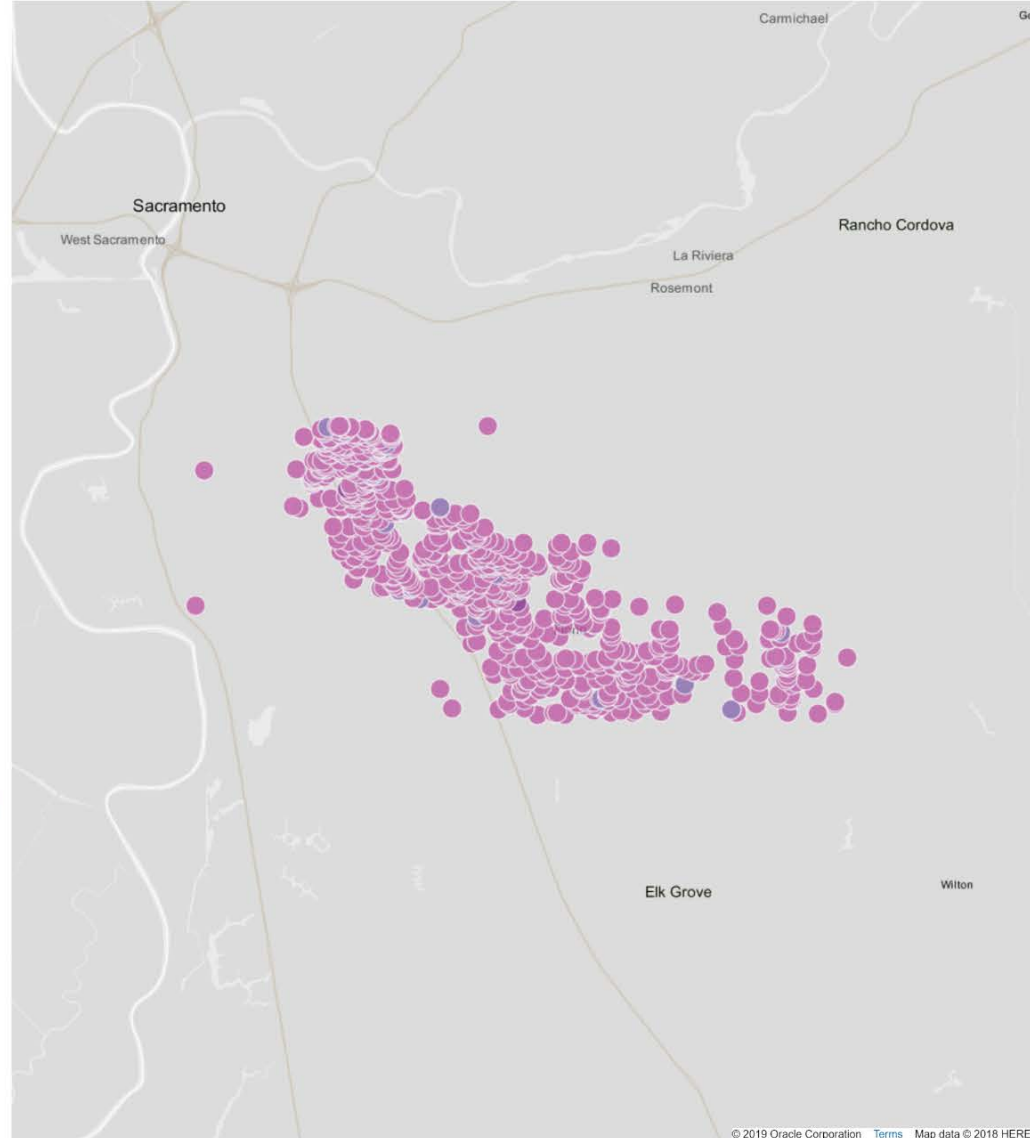 Carmichael
Sacramento
West Sacramento
Rancho Cordova
La Riviera
Rosemont
Elk Grove
Wilton
© 2019 Oracle Corporation Terms Map data © 2018 HERE